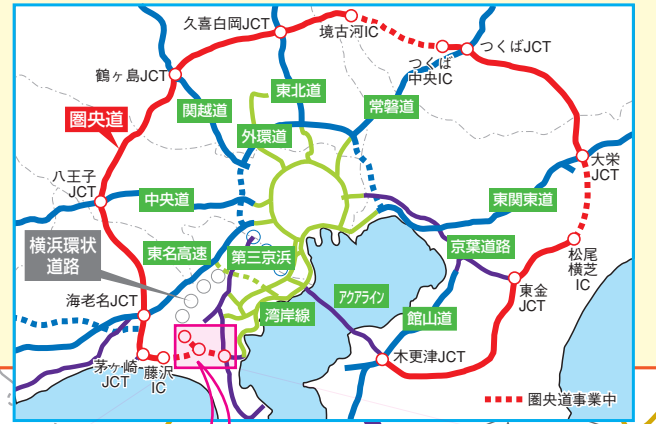 久喜白岡JCT
境古河IC
つくばJCT
つくば
中央IC
鶴ヶ島JCT
東北道
常磐道
関越道
圏央道
外環道
大栄
JCT
八王子
JCT
中央道
東関東道
横浜環状
道路
東名高速
第三京浜
京葉道路
松尾
横芝
IC
海老名JCT
アクアライン
東金
JCT
湾岸線
館山道
茅ヶ崎
JCT
藤沢
IC
木更津JCT
圏央道事業中